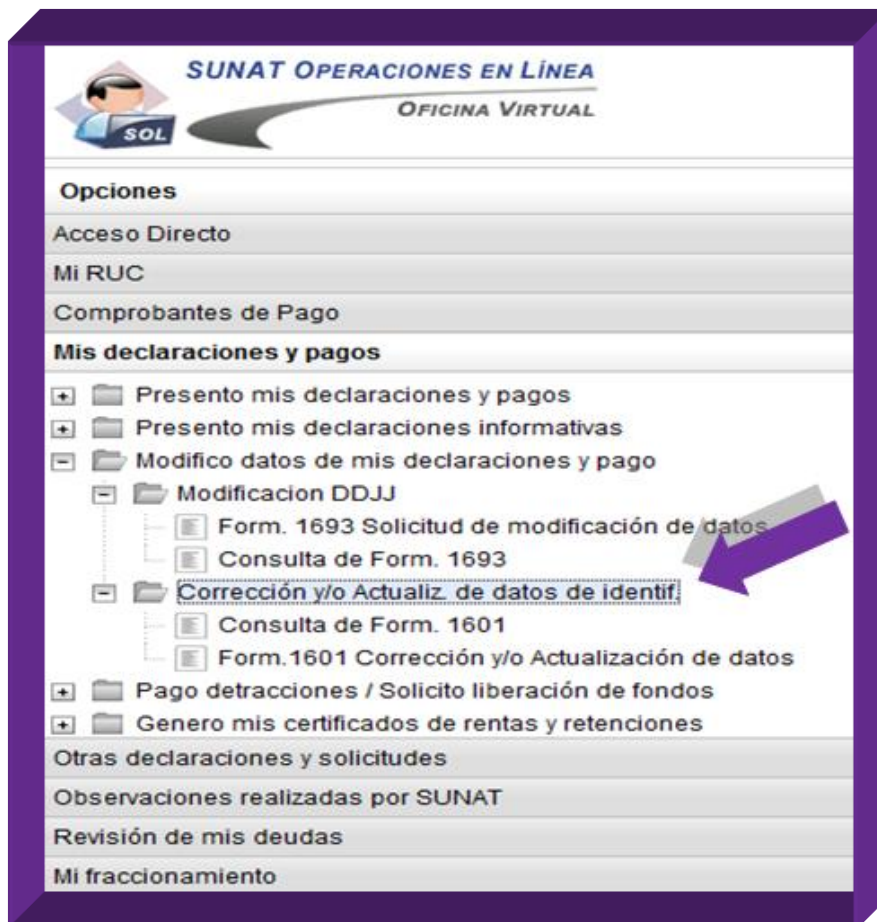 SUNAT OPERACIONES EN LÍNEA
OFICINA VIRTUAL
SOL
Opciones
Acceso Directo
Mi RUC
Comprobantes de Pago
Mis declaraciones y pagos
Presento mis declaraciones y pagos
Presento mis declaraciones informativas
Modifico datos de mis declaraciones y pago
Modificacion DDJJ
Form. 1693 Solicitud de modificación de datos
Consulta de Form. 1693
Corrección y/o Actualiz. de datos de identif.
Consulta de Form. 1601
Form.1601 Corrección y/o Actualización de datos
Pago detracciones / Solicito liberación de fondos
Genero mis certificados de rentas y retenciones
Otras declaraciones y solicitudes
Observaciones realizadas por SUNAT
Revisión de mis deudas
Mi fraccionamiento